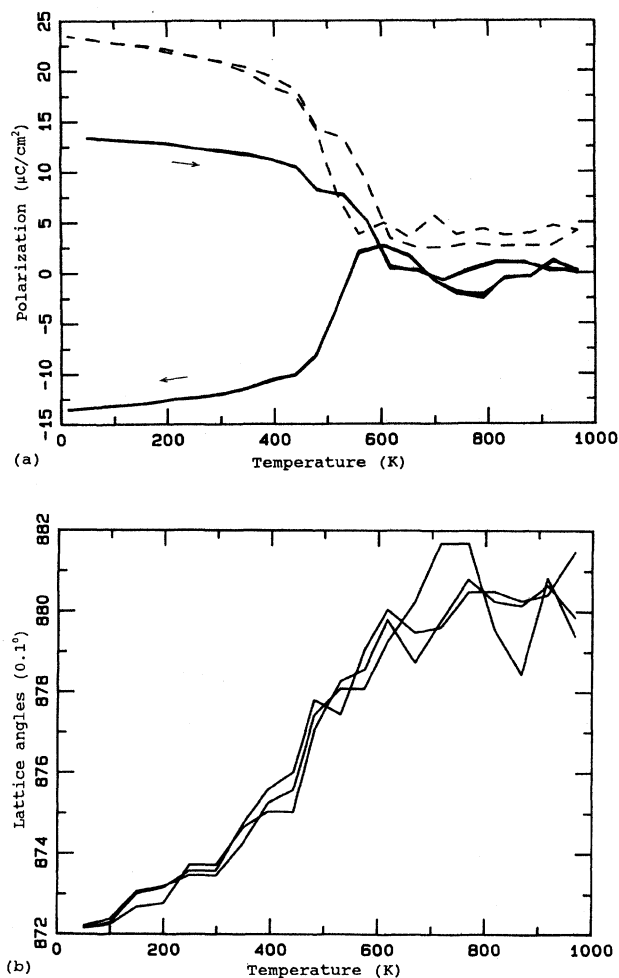 25
20
15
10
5
0
-5
-10
-15
Polarization (μC/cm²)
0 200 400 600 800 1000
(a) Temperature (K)
882
880
878
876
874
872
Lattice angles (0.1°)
0 200 400 600 800 1000
(b) Temperature (K)